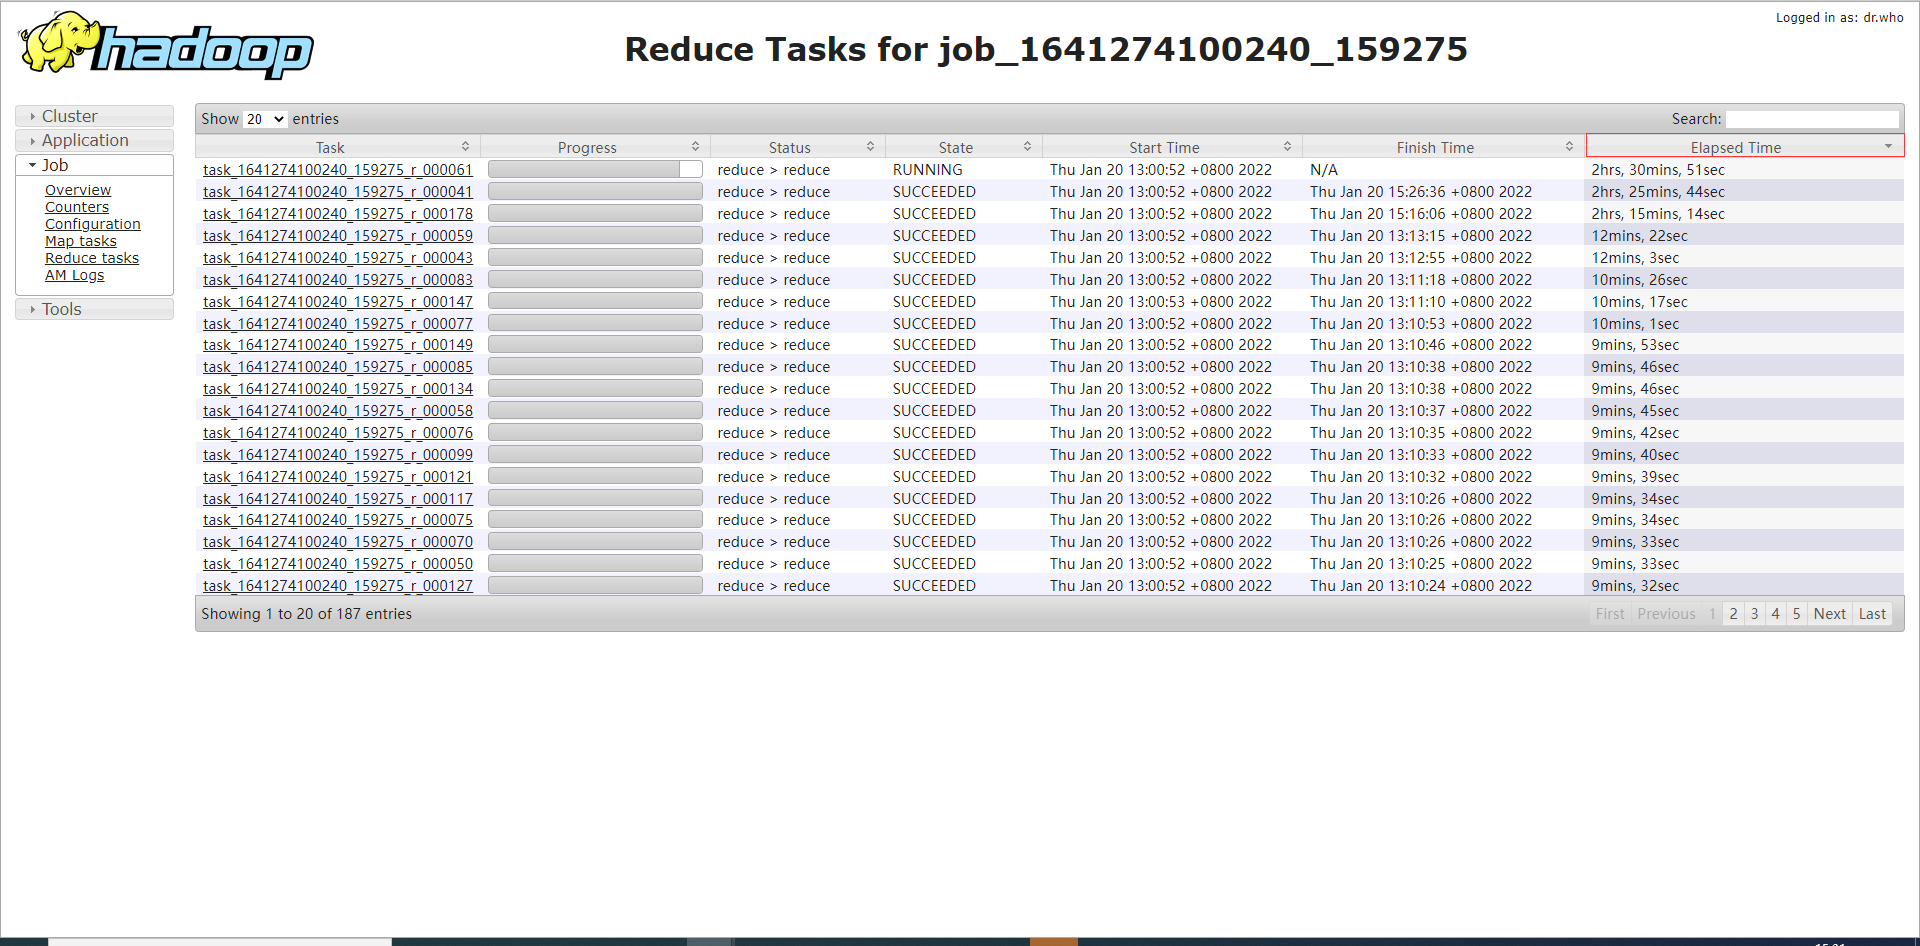 Logged in as: dr.who
hadoop
Reduce Tasks for job_1641274100240_159275
Cluster
Application
Job
Overview
Counters
Configuration
Map tasks
Reduce tasks
AM Logs
Tools
Show 20 entries Search:
Task Progress Status State Start Time Finish Time Elapsed Time
task_1641274100240_159275_r_000061 reduce > reduce RUNNING Thu Jan 20 13:00:52 +0800 2022 N/A 2hrs, 30mins, 51sec
task_1641274100240_159275_r_000041 reduce > reduce SUCCEEDED Thu Jan 20 13:00:52 +0800 2022 Thu Jan 20 15:26:36 +0800 2022 2hrs, 25mins, 44sec
task_1641274100240_159275_r_000178 reduce > reduce SUCCEEDED Thu Jan 20 13:00:52 +0800 2022 Thu Jan 20 15:16:06 +0800 2022 2hrs, 15mins, 14sec
task_1641274100240_159275_r_000059 reduce > reduce SUCCEEDED Thu Jan 20 13:00:52 +0800 2022 Thu Jan 20 13:13:15 +0800 2022 12mins, 22sec
task_1641274100240_159275_r_000043 reduce > reduce SUCCEEDED Thu Jan 20 13:00:52 +0800 2022 Thu Jan 20 13:12:55 +0800 2022 12mins, 3sec
task_1641274100240_159275_r_000083 reduce > reduce SUCCEEDED Thu Jan 20 13:00:52 +0800 2022 Thu Jan 20 13:11:18 +0800 2022 10mins, 26sec
task_1641274100240_159275_r_000147 reduce > reduce SUCCEEDED Thu Jan 20 13:00:53 +0800 2022 Thu Jan 20 13:11:10 +0800 2022 10mins, 17sec
task_1641274100240_159275_r_000077 reduce > reduce SUCCEEDED Thu Jan 20 13:00:52 +0800 2022 Thu Jan 20 13:10:53 +0800 2022 10mins, 1sec
task_1641274100240_159275_r_000149 reduce > reduce SUCCEEDED Thu Jan 20 13:00:52 +0800 2022 Thu Jan 20 13:10:46 +0800 2022 9mins, 53sec
task_1641274100240_159275_r_000085 reduce > reduce SUCCEEDED Thu Jan 20 13:00:52 +0800 2022 Thu Jan 20 13:10:38 +0800 2022 9mins, 46sec
task_1641274100240_159275_r_000134 reduce > reduce SUCCEEDED Thu Jan 20 13:00:52 +0800 2022 Thu Jan 20 13:10:38 +0800 2022 9mins, 46sec
task_1641274100240_159275_r_000058 reduce > reduce SUCCEEDED Thu Jan 20 13:00:52 +0800 2022 Thu Jan 20 13:10:37 +0800 2022 9mins, 45sec
task_1641274100240_159275_r_000076 reduce > reduce SUCCEEDED Thu Jan 20 13:00:52 +0800 2022 Thu Jan 20 13:10:35 +0800 2022 9mins, 42sec
task_1641274100240_159275_r_000099 reduce > reduce SUCCEEDED Thu Jan 20 13:00:52 +0800 2022 Thu Jan 20 13:10:33 +0800 2022 9mins, 40sec
task_1641274100240_159275_r_000121 reduce > reduce SUCCEEDED Thu Jan 20 13:00:52 +0800 2022 Thu Jan 20 13:10:32 +0800 2022 9mins, 39sec
task_1641274100240_159275_r_000117 reduce > reduce SUCCEEDED Thu Jan 20 13:00:52 +0800 2022 Thu Jan 20 13:10:26 +0800 2022 9mins, 34sec
task_1641274100240_159275_r_000075 reduce > reduce SUCCEEDED Thu Jan 20 13:00:52 +0800 2022 Thu Jan 20 13:10:26 +0800 2022 9mins, 34sec
task_1641274100240_159275_r_000070 reduce > reduce SUCCEEDED Thu Jan 20 13:00:52 +0800 2022 Thu Jan 20 13:10:26 +0800 2022 9mins, 33sec
task_1641274100240_159275_r_000050 reduce > reduce SUCCEEDED Thu Jan 20 13:00:52 +0800 2022 Thu Jan 20 13:10:25 +0800 2022 9mins, 33sec
task_1641274100240_159275_r_000127 reduce > reduce SUCCEEDED Thu Jan 20 13:00:52 +0800 2022 Thu Jan 20 13:10:24 +0800 2022 9mins, 32sec
Showing 1 to 20 of 187 entries First Previous 1 2 3 4 5 Next Last